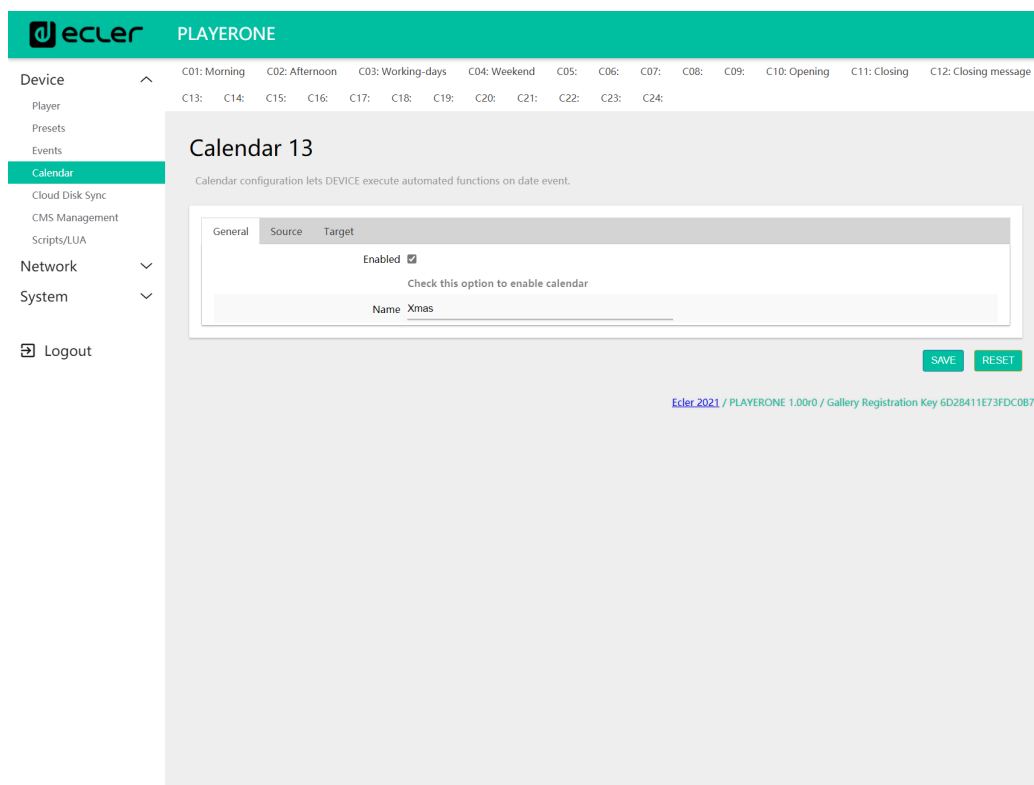 ecler PLAYERONE
Device
Player
Presets
Events
Calendar
Cloud Disk Sync
CMS Management
Scripts/LUA
Network
System
Logout
C01: Morning C02: Afternoon C03: Working-days C04: Weekend C05: C06: C07: C08: C09: C10: Opening C11: Closing C12: Closing message
C13: C14: C15: C16: C17: C18: C19: C20: C21: C22: C23: C24:
Calendar 13
Calendar configuration lets DEVICE execute automated functions on date event.
General Source Target
Enabled
Check this option to enable calendar
Name Xmas
SAVE RESET
Ecler 2021 / PLAYERONE 1.00r0 / Gallery Registration Key 6D28411E73FDC0B7